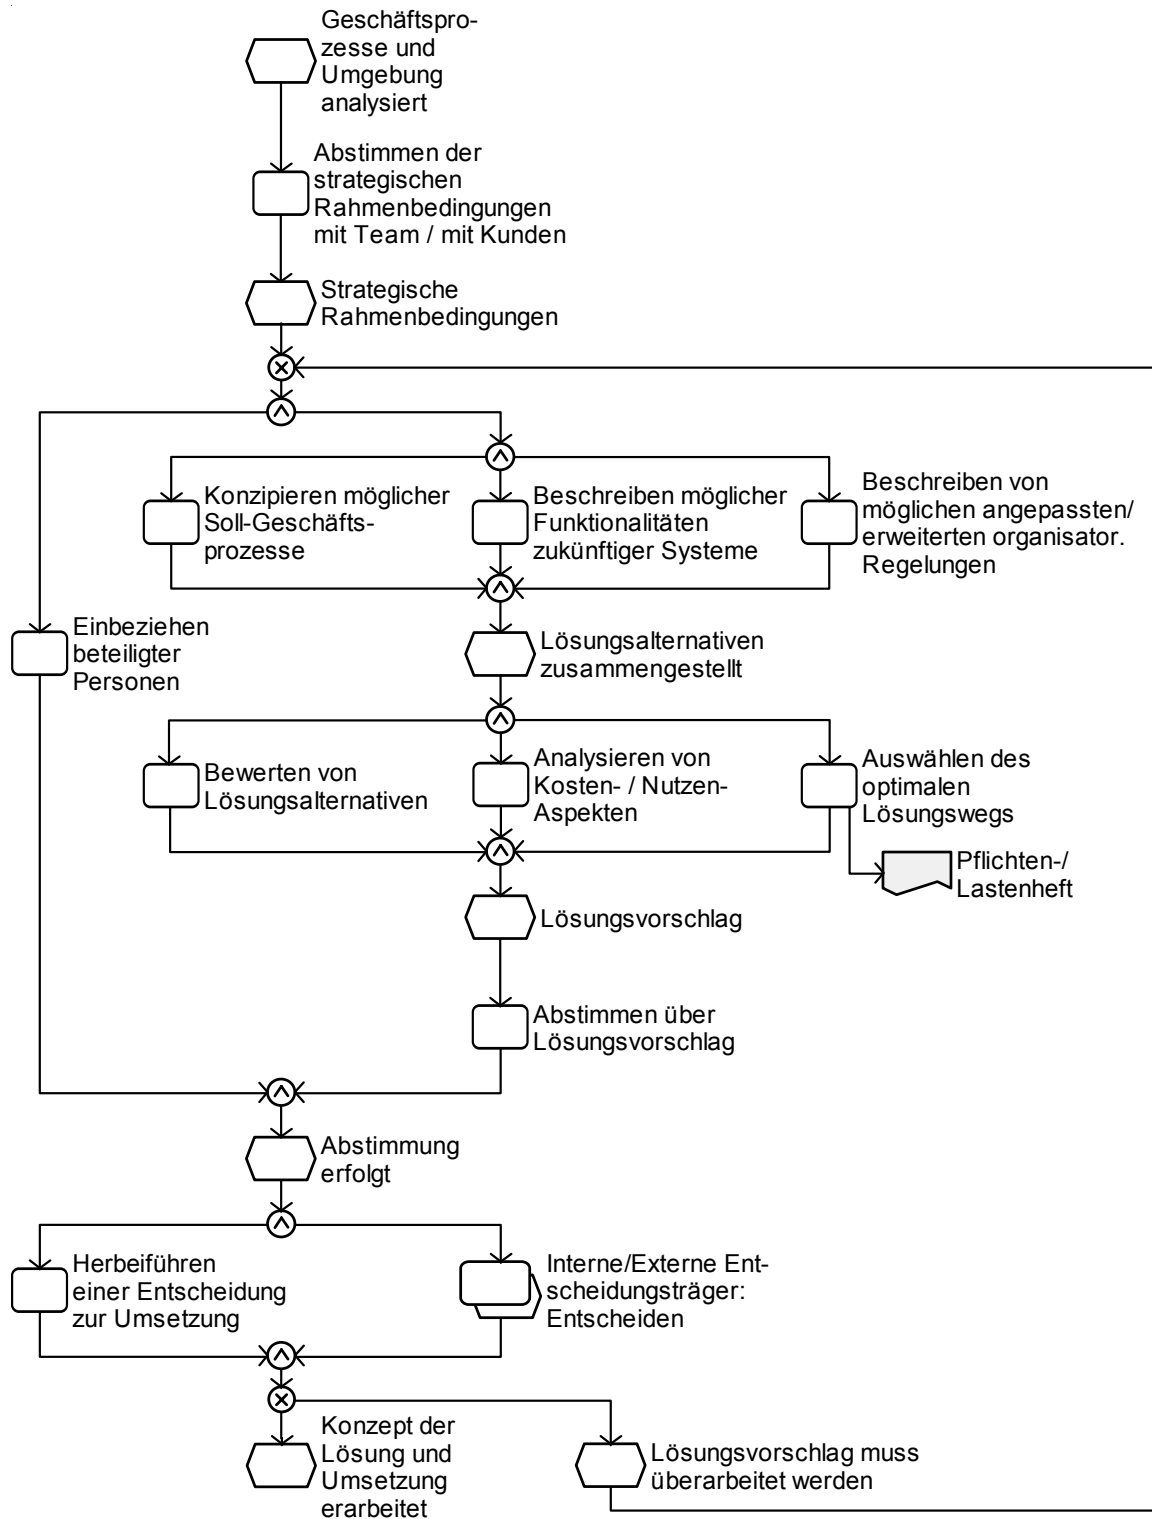 Geschäftspro-
zesse und
Umgebung
analysiert
Abstimmen der
strategischen
Rahmenbedingungen
mit Team / mit Kunden
Strategische
Rahmenbedingungen
Konzipieren möglicher
Soll-Geschäfts-
prozesse
Beschreiben möglicher
Funktionalitäten
zukünftiger Systeme
Beschreiben von
möglichen angepassten/
erweiterten organisator.
Regelungen
Einbeziehen
beteiligter
Personen
Lösungsalternativen
zusammengestellt
Bewerten von
Lösungsalternativen
Analysieren von
Kosten- / Nutzen-
Aspekten
Auswählen des
optimalen
Lösungswegs
Pflichten-/
Lastenheft
Lösungsvorschlag
Abstimmen über
Lösungsvorschlag
Abstimmung
erfolgt
Herbeiführen
einer Entscheidung
zur Umsetzung
Interne/Externe Ent-
scheidungsträger:
Entscheiden
Konzept der
Lösung und
Umsetzung
erarbeitet
Lösungsvorschlag muss
überarbeitet werden